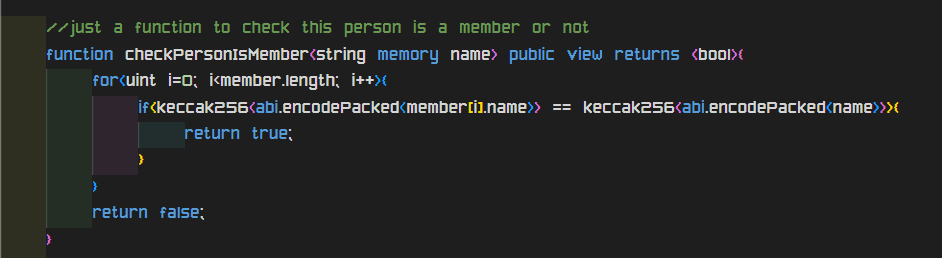 //just a function to check this person is a member or not
function checkPersonIsMember(string memory name) public view returns (bool){
for(uint i=0; i<member.length; i++){
if(keccak256(abi.encodePacked(member[i].name)) == keccak256(abi.encodePacked(name))){
return true;
}
}
return false;
}